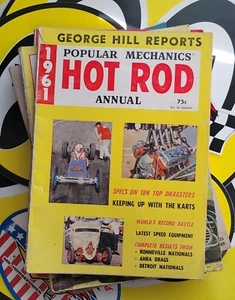 GEORGE HILL REPORTS
1961
POPULAR MECHANICS
HOT ROD
ANNUAL
75c
SPECS ON TEN TOP DRAGSTERS
KEEPING UP WITH THE KARTS
WORLD'S RECORD BATTLE
LATEST SPEED EQUIPMENT
COMPLETE RESULTS FROM
• BONNEVILLE NATIONALS
• AHRA DRAGS
• DETROIT NATIONALS